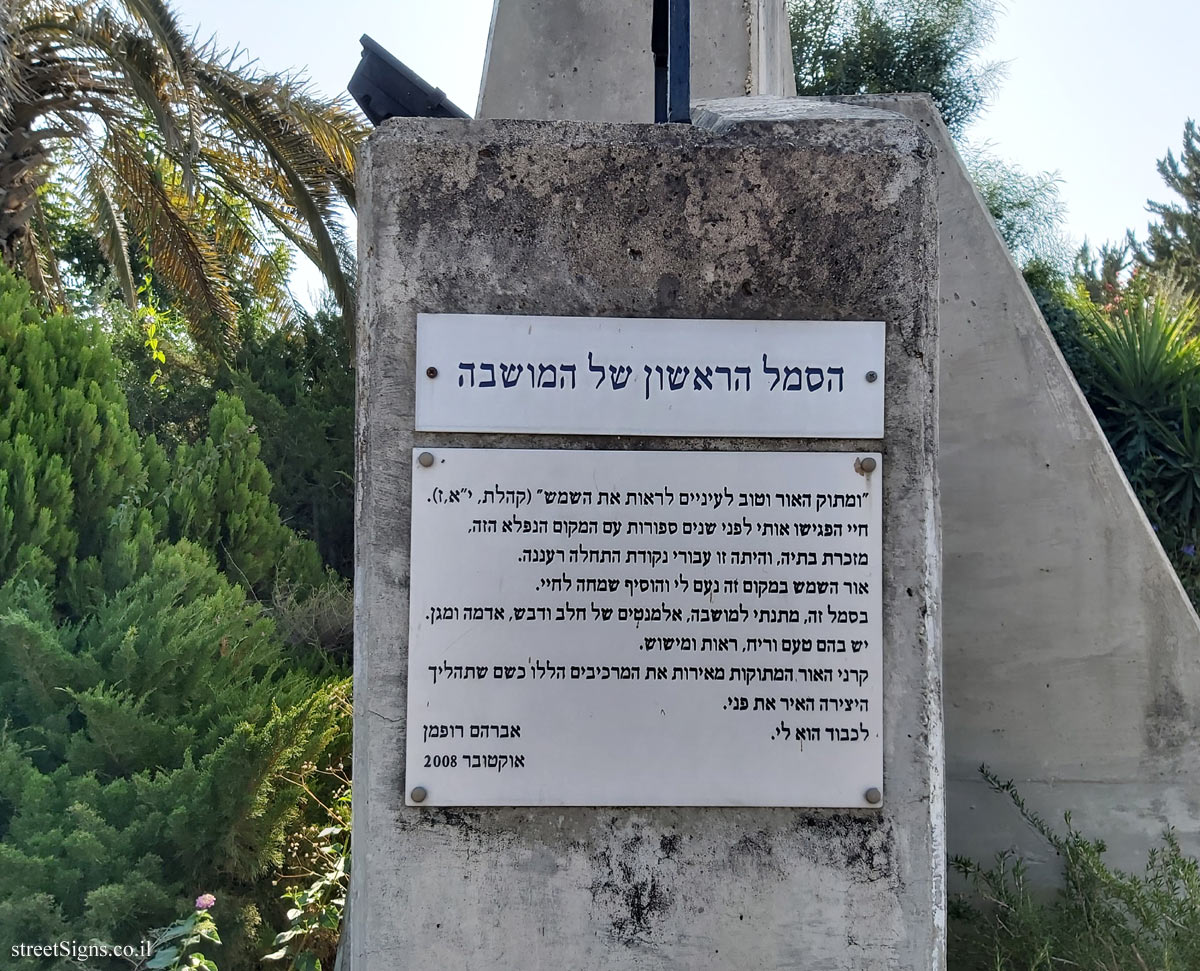 הסמל הראשון של המושבה
"ומתוק האור וטוב לעיניים לראות את השמש" (קהלת, י"א,ז).
חיי הפגישו אותי לפני שנים ספורות עם המקום הנפלא הזה,
מזכרת בתיה, והיתה זו עבורי נקודת התחלה רעננה.
אור השמש במקום זה נעם לי והוסיף שמחה לחיי.
בסמל זה, מתנתי למושבה, אלמנטים של חלב ודבש, אדמה ומגן.
יש בהם טעם וריח, ראות ומישוש.
קרני האור המתוקות מאירות את המרכיבים הללו כשם שתהליך
היצירה האיר את פני.
לכבוד הוא לי.
אברהם רופמן
אוקטובר 2008
streetSigns.co.il